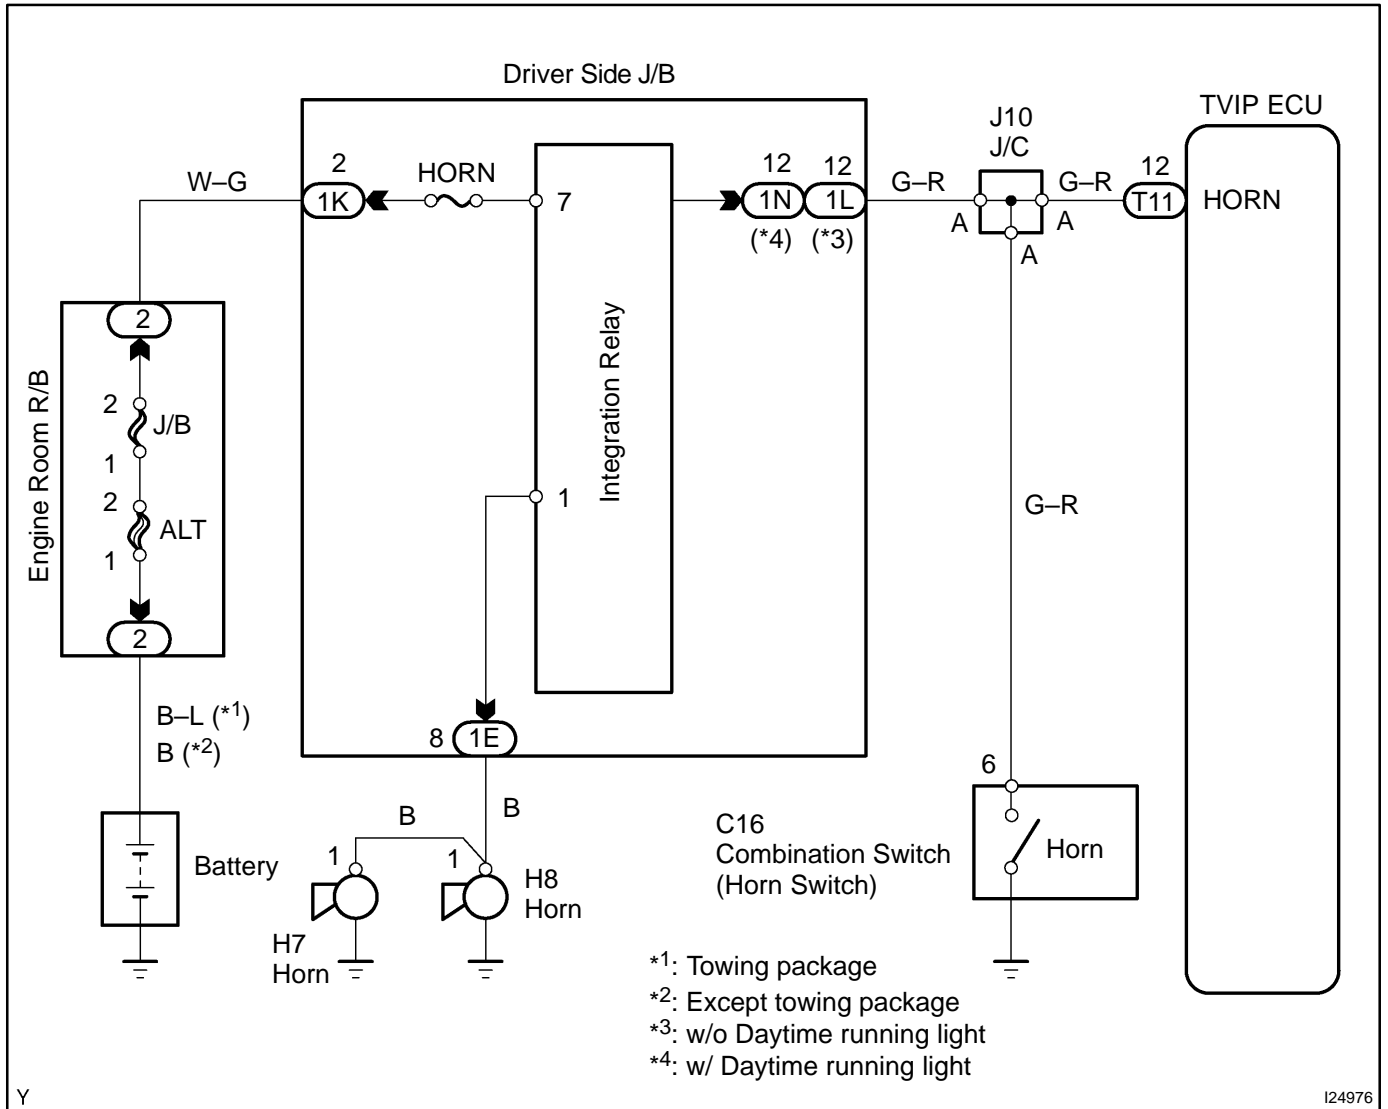 Driver Side J/B
TVIP ECU
J10
J/C
2
HORN
12
12
12
W–G
1K
7
1N
1L
G–R
G–R
T11
HORN
(*4)
(*3)
A
A
A
2
Engine Room R/B
2
J/B
1
2
ALT
1
2
Integration Relay
1
G–R
B–L (*1)
B (*2)
8
1E
6
B
B
Battery
1
1
H8
Horn
H7
Horn
C16
Combination Switch
(Horn Switch)
Horn
*1: Towing package
*2: Except towing package
*3: w/o Daytime running light
*4: w/ Daytime running light
Y
I24976